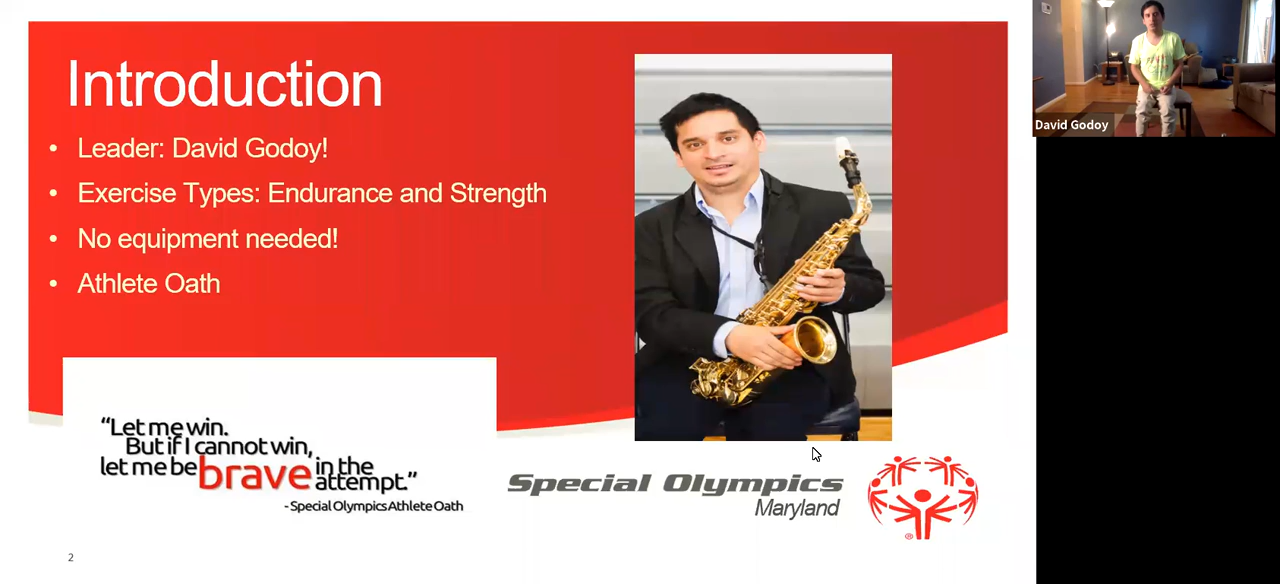 Introduction
• Leader: David Godoy!
• Exercise Types: Endurance and Strength
• No equipment needed!
• Athlete Oath
“Let me win.
But if I cannot win,
let me be brave in the
attempt.”
- Special Olympics Athlete Oath
Special Olympics
Maryland
®
2
David Godoy